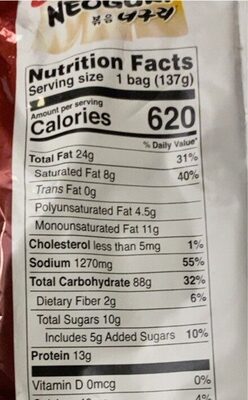 NEOGURI
볶음 너구리
Nutrition Facts
Serving size 1 bag (137g)
Amount per serving
Calories 620
% Daily Value*
Total Fat 24g 31%
Saturated Fat 8g 40%
Trans Fat 0g
Polyunsaturated Fat 4.5g
Monounsaturated Fat 11g
Cholesterol less than 5mg 1%
Sodium 1270mg 55%
Total Carbohydrate 88g 32%
Dietary Fiber 2g 6%
Total Sugars 10g
Includes 5g Added Sugars 10%
Protein 13g
Vitamin D 0mcg 0%